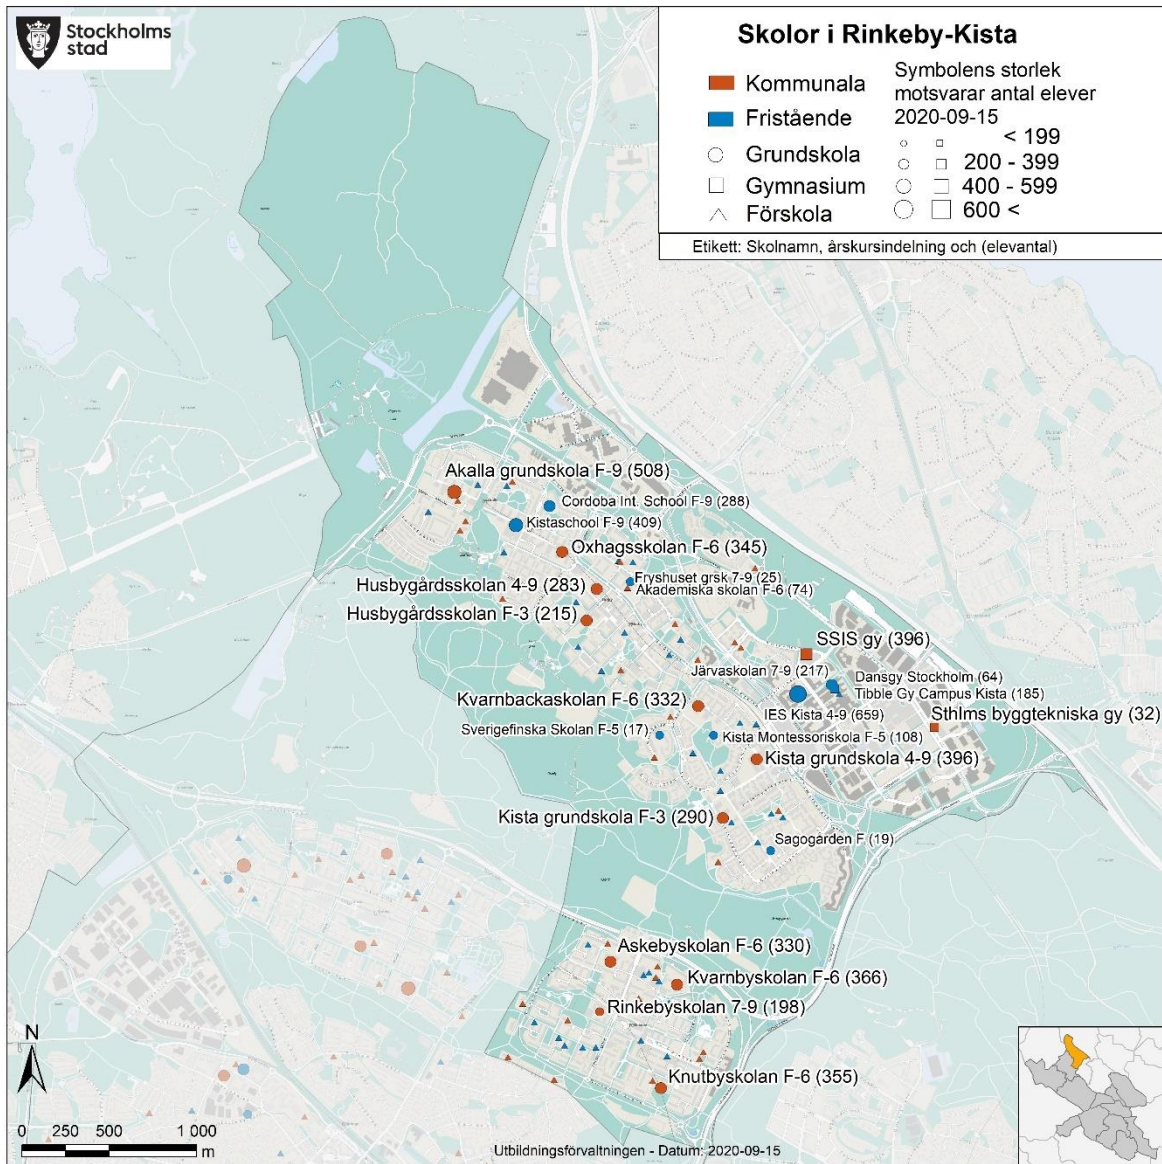 Stockholms
stad
Skolor i Rinkeby-Kista
Kommunala
Fristående
Grundskola
Gymnasium
Förskola
Symbolens storlek
motsvarar antal elever
2020-09-15
< 199
200 - 399
400 - 599
600 <
Etikett: Skolnamn, årskursindelning och (elevantal)
Akalla grundskola F-9 (508)
Cordoba Int. School F-9 (288)
Kistaschool F-9 (409)
Oxhagsskolan F-6 (345)
Fryshuset grsk 7-9 (25)
Husbygårdsskolan 4-9 (283)
Akademiska skolan F-6 (74)
Husbygårdsskolan F-3 (215)
SSIS gy (396)
Järvaskolan 7-9 (217)
Dansgy Stockholm (64)
Tibble Gy Campus Kista (185)
Kvarnbackaskolan F-6 (332)
IES Kista 4-9 (659)
Sthlms byggtekniska gy (32)
Sverigefinska Skolan F-5 (17)
Kista Montessoriskola F-5 (108)
Kista grundskola 4-9 (396)
Kista grundskola F-3 (290)
Sagogården F (19)
Askebyskolan F-6 (330)
Kvarnbyskolan F-6 (366)
Rinkebyskolan 7-9 (198)
Knutbyskolan F-6 (355)
N
0 250 500 1 000
m
Utbildningsförvaltningen - Datum: 2020-09-15